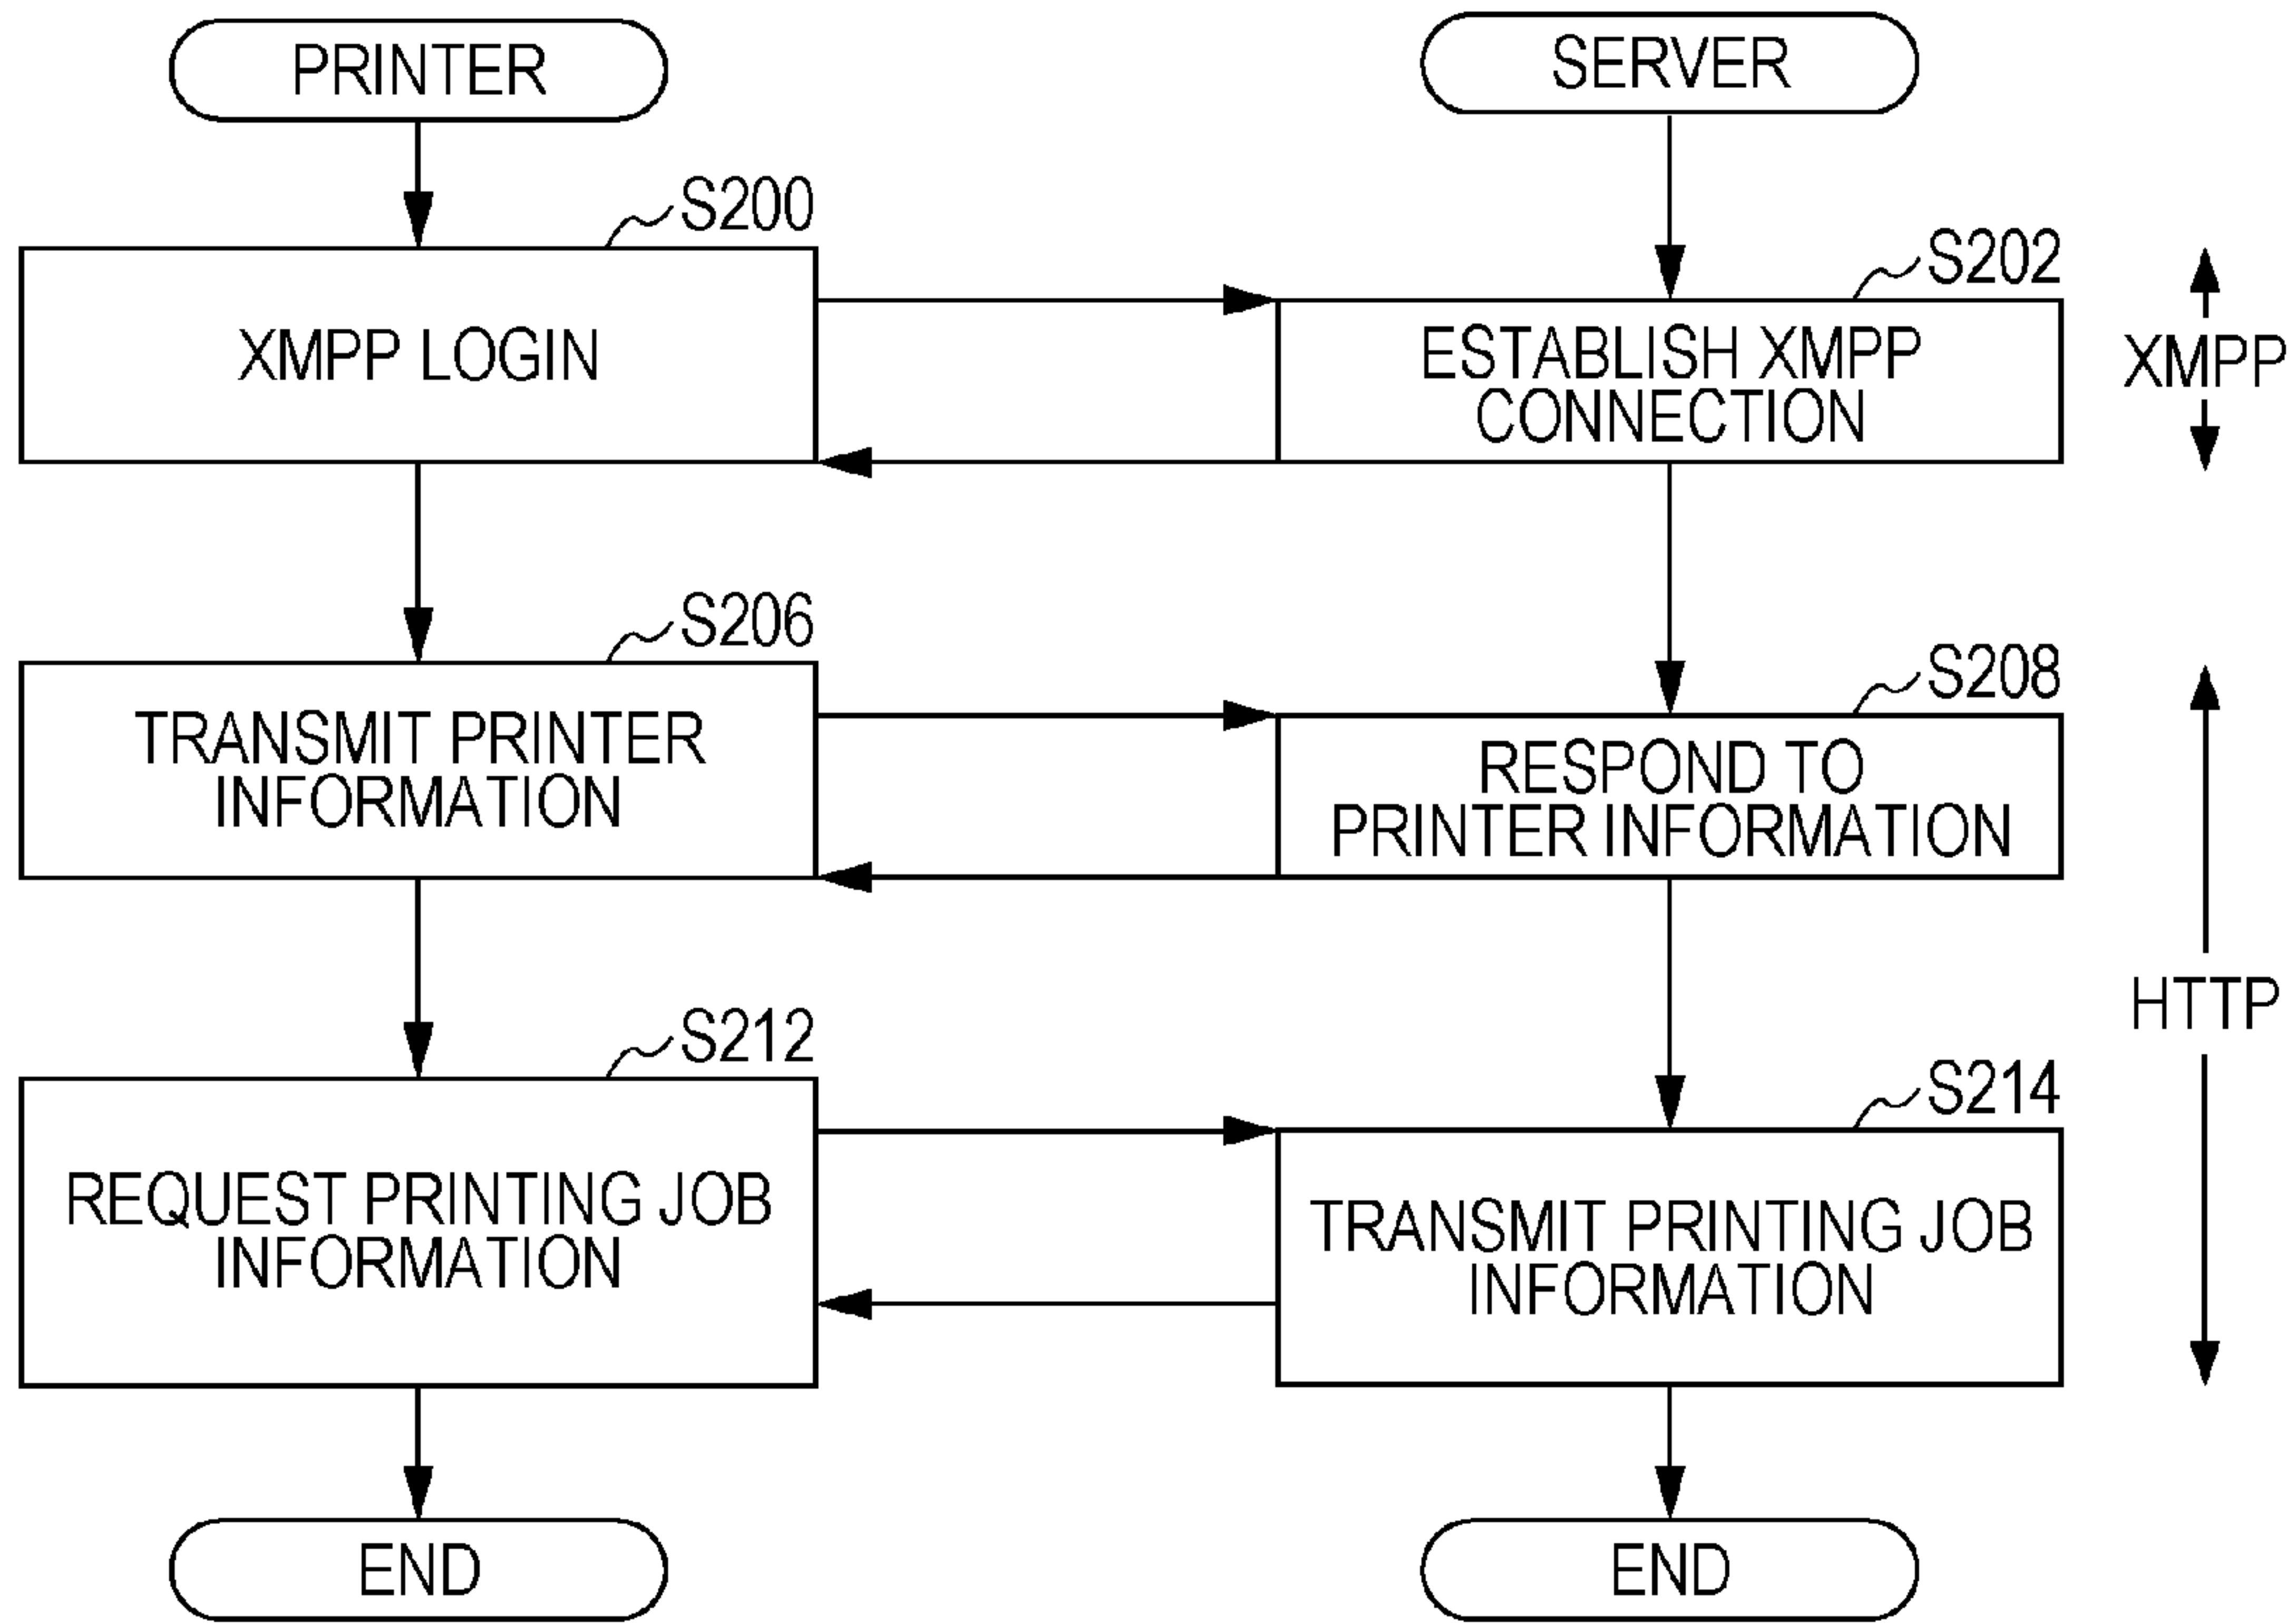 PRINTER
SERVER
S200
S202
XMPP LOGIN
ESTABLISH XMPP
CONNECTION
XMPP
S206
S208
TRANSMIT PRINTER
INFORMATION
RESPOND TO
PRINTER INFORMATION
HTTP
S212
S214
REQUEST PRINTING JOB
INFORMATION
TRANSMIT PRINTING JOB
INFORMATION
END
END